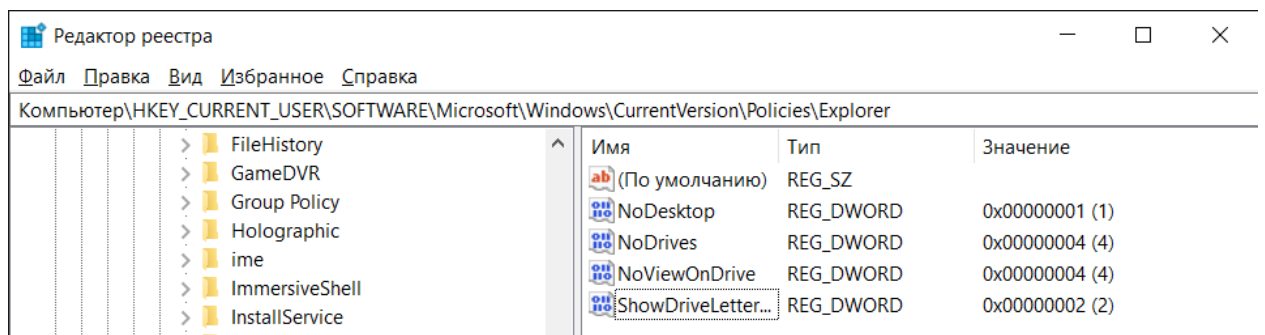 Редактор реестра
Файл Правка Вид Избранное Справка
Компьютер\HKEY_CURRENT_USER\SOFTWARE\Microsoft\Windows\CurrentVersion\Policies\Explorer
FileHistory
GameDVR
Group Policy
Holographic
ime
ImmersiveShell
InstallService
Имя Тип Значение
(По умолчанию) REG_SZ
NoDesktop REG_DWORD 0x00000001 (1)
NoDrives REG_DWORD 0x00000004 (4)
NoViewOnDrive REG_DWORD 0x00000004 (4)
ShowDriveLetter... REG_DWORD 0x00000002 (2)